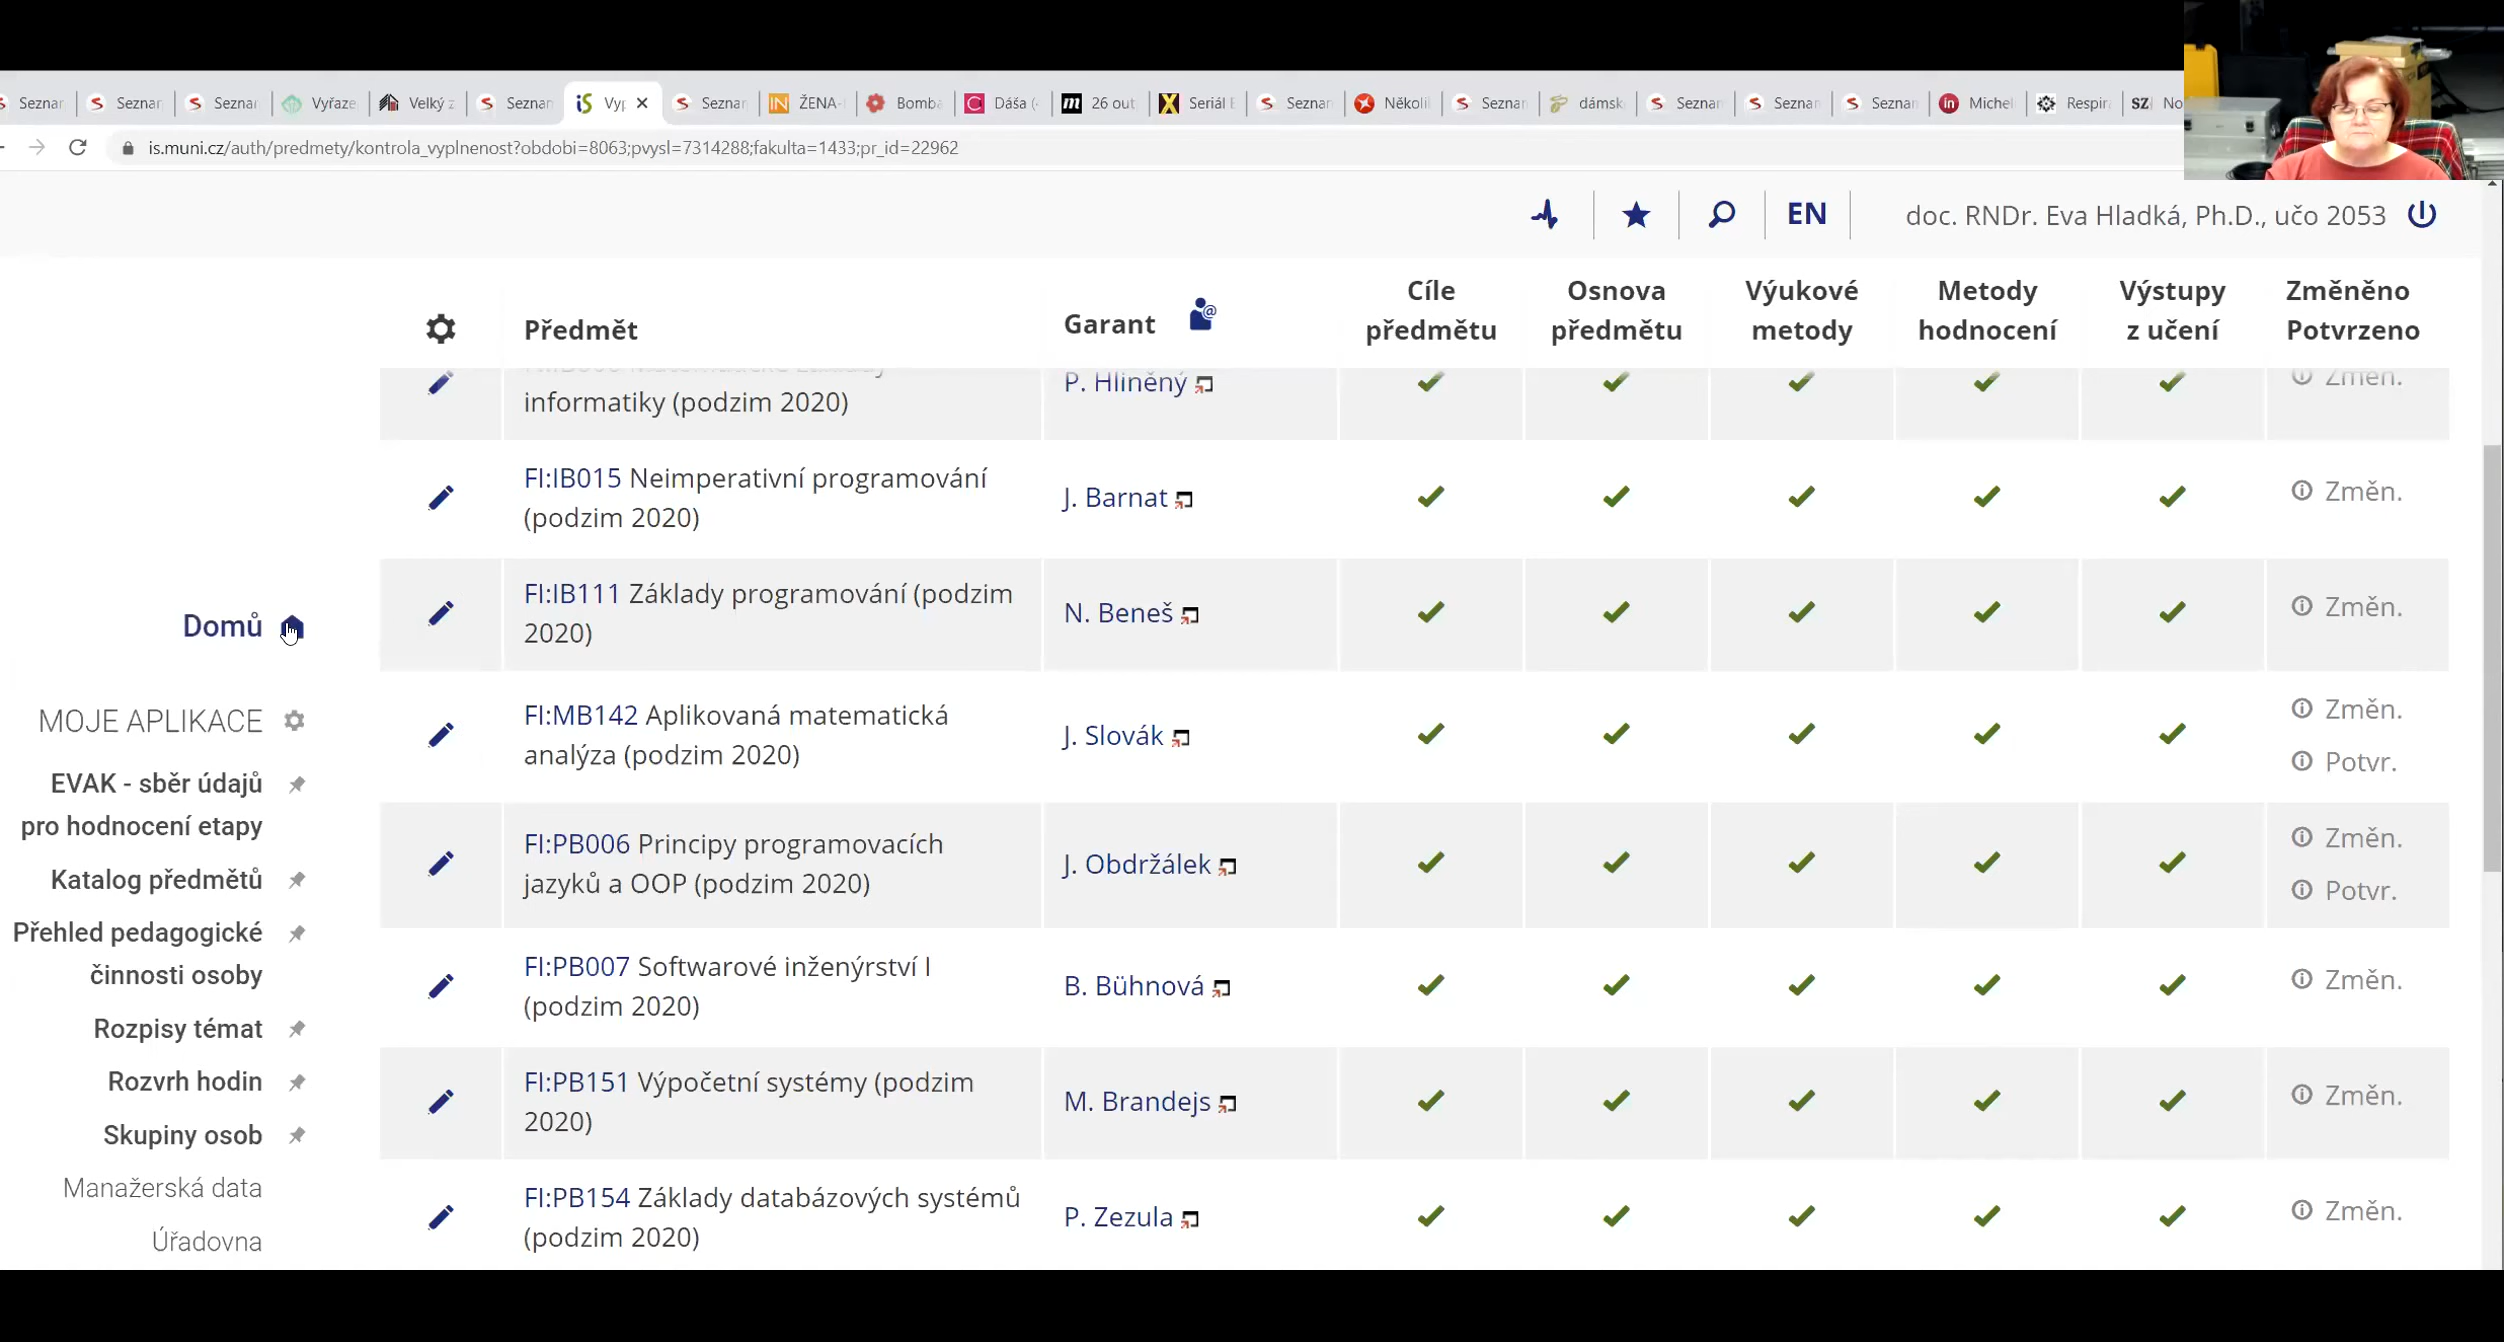 Seznam
Seznam
Seznam
Vyřaze
Velký z
Seznam
Vyp
Seznam
ŽENA-
Bomba
Dáša (
26 out
Seriál
Seznam
Několi
Seznam
dámsk
Seznam
Seznam
Seznam
Michel
Respir
SZ No
is.muni.cz/auth/predmety/kontrola_vyplnenost?obdobi=8063;pvysl=7314288;fakulta=1433;pr_id=22962
EN
doc. RNDr. Eva Hladká, Ph.D., učo 2053
Předmět
Garant
Cíle
předmětu
Osnova
předmětu
Výukové
metody
Metody
hodnocení
Výstupy
z učení
Změněno
Potvrzeno
informatiky (podzim 2020)
P. Hliněný
Změn.
FI:IB015 Neimperativní programování
(podzim 2020)
J. Barnat
Změn.
FI:IB111 Základy programování (podzim
2020)
N. Beneš
Změn.
FI:MB142 Aplikovaná matematická
analýza (podzim 2020)
J. Slovák
Změn.
Potvr.
FI:PB006 Principy programovacích
jazyků a OOP (podzim 2020)
J. Obdržálek
Změn.
Potvr.
FI:PB007 Softwarové inženýrství I
(podzim 2020)
B. Bühnová
Změn.
FI:PB151 Výpočetní systémy (podzim
2020)
M. Brandejs
Změn.
FI:PB154 Základy databázových systémů
(podzim 2020)
P. Zezula
Změn.
Domů
MOJE APLIKACE
EVAK - sběr údajů
pro hodnocení etapy
Katalog předmětů
Přehled pedagogické
činnosti osoby
Rozpisy témat
Rozvrh hodin
Skupiny osob
Manažerská data
Úřadovna